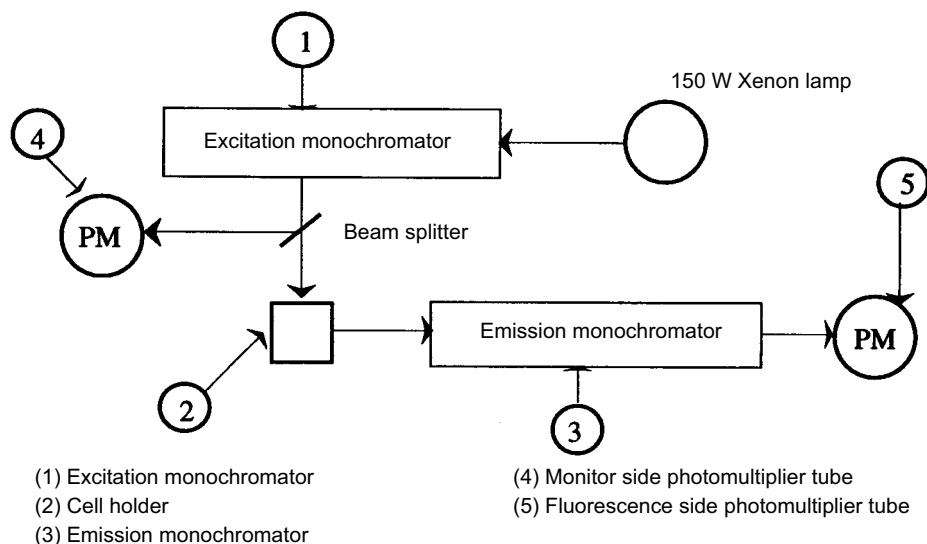 1
150 W Xenon lamp
Excitation monochromator
4
5
PM
Beam splitter
Emission monochromator
PM
2
3
(1) Excitation monochromator
(2) Cell holder
(3) Emission monochromator
(4) Monitor side photomultiplier tube
(5) Fluorescence side photomultiplier tube